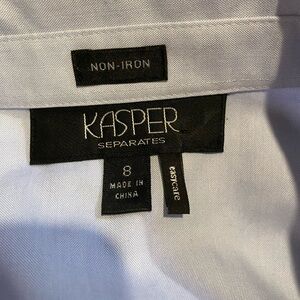 NON-IRON
KASPER
SEPARATES
8
MADE IN
CHINA
easycare